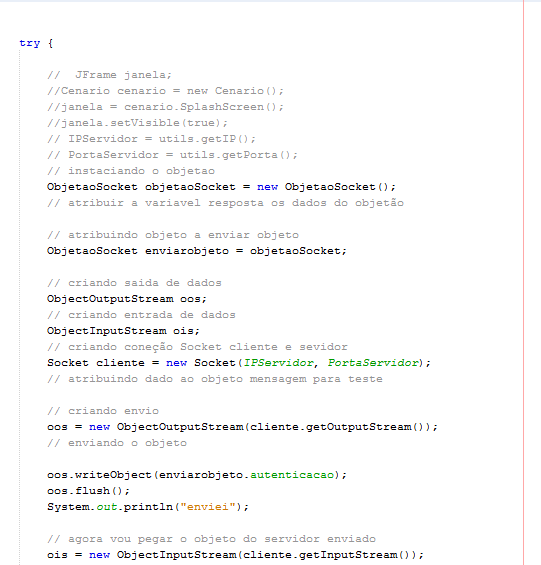 try {
//  JFrame janela;
//Cenario cenario = new Cenario();
//janela = cenario.SplashScreen();
//janela.setVisible(true);
// IPServidor = utils.getIP();
// PortaServidor = utils.getPorta();
// instaciando o objetao
ObjetaoSocket objetaoSocket = new ObjetaoSocket();
// atribuir a variavel resposta os dados do objetão
// atribuindo objeto a enviar objeto
ObjetaoSocket enviarobjeto = objetaoSocket;
// criando saida de dados
ObjectOutputStream oos;
// criando entrada de dados
ObjectInputStream ois;
// criando coneção Socket cliente e sevidor
Socket cliente = new Socket(IPServidor, PortaServidor);
// atribuindo dado ao objeto mensagem para teste
// criando envio
oos = new ObjectOutputStream(cliente.getOutputStream());
// enviando o objeto
oos.writeObject(enviarobjeto.autenticacao);
oos.flush();
System.out.println("enviei");
// agora vou pegar o objeto do servidor enviado
ois = new ObjectInputStream(cliente.getInputStream());